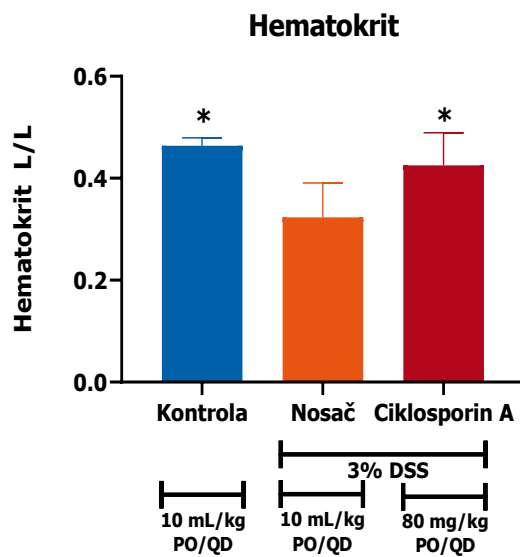 Hematokrit
Hematokrit L/L
0.6
0.4
0.2
0.0
*
*
Kontrola Nosač Ciklosporin A
3% DSS
10 mL/kg 10 mL/kg 80 mg/kg
PO/QD PO/QD PO/QD